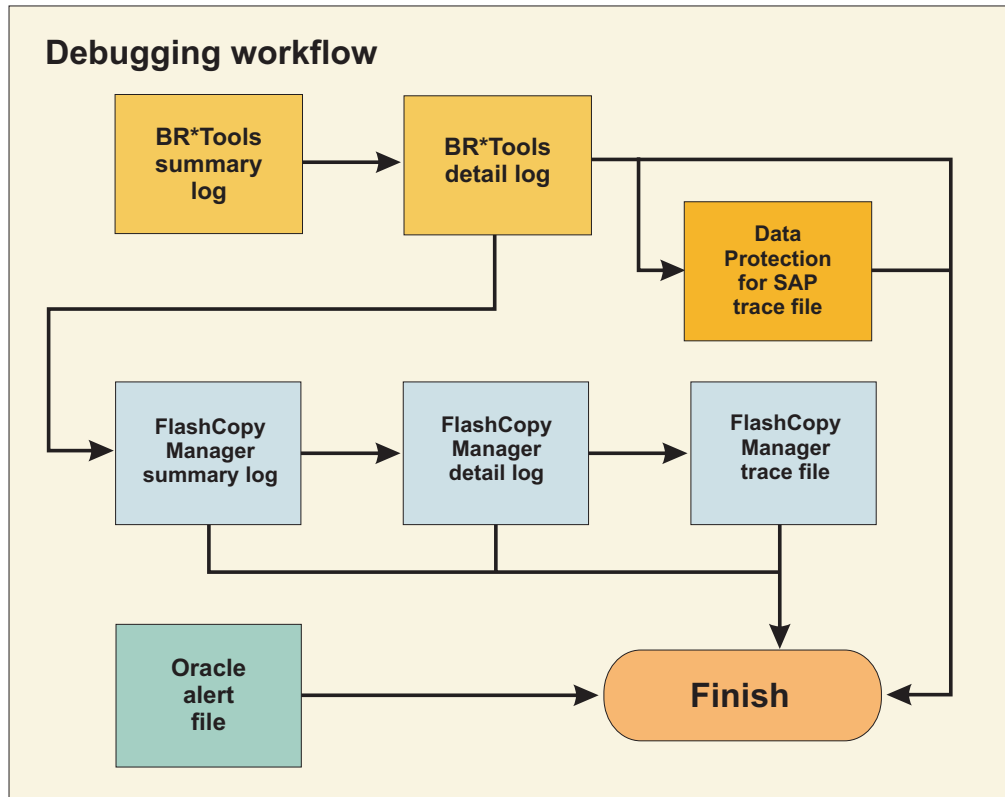 Debugging workflow
BR*Tools
summary
log
BR*Tools
detail log
Data
Protection
for SAP
trace file
FlashCopy
Manager
summary log
FlashCopy
Manager
detail log
FlashCopy
Manager
trace file
Oracle
alert
file
Finish